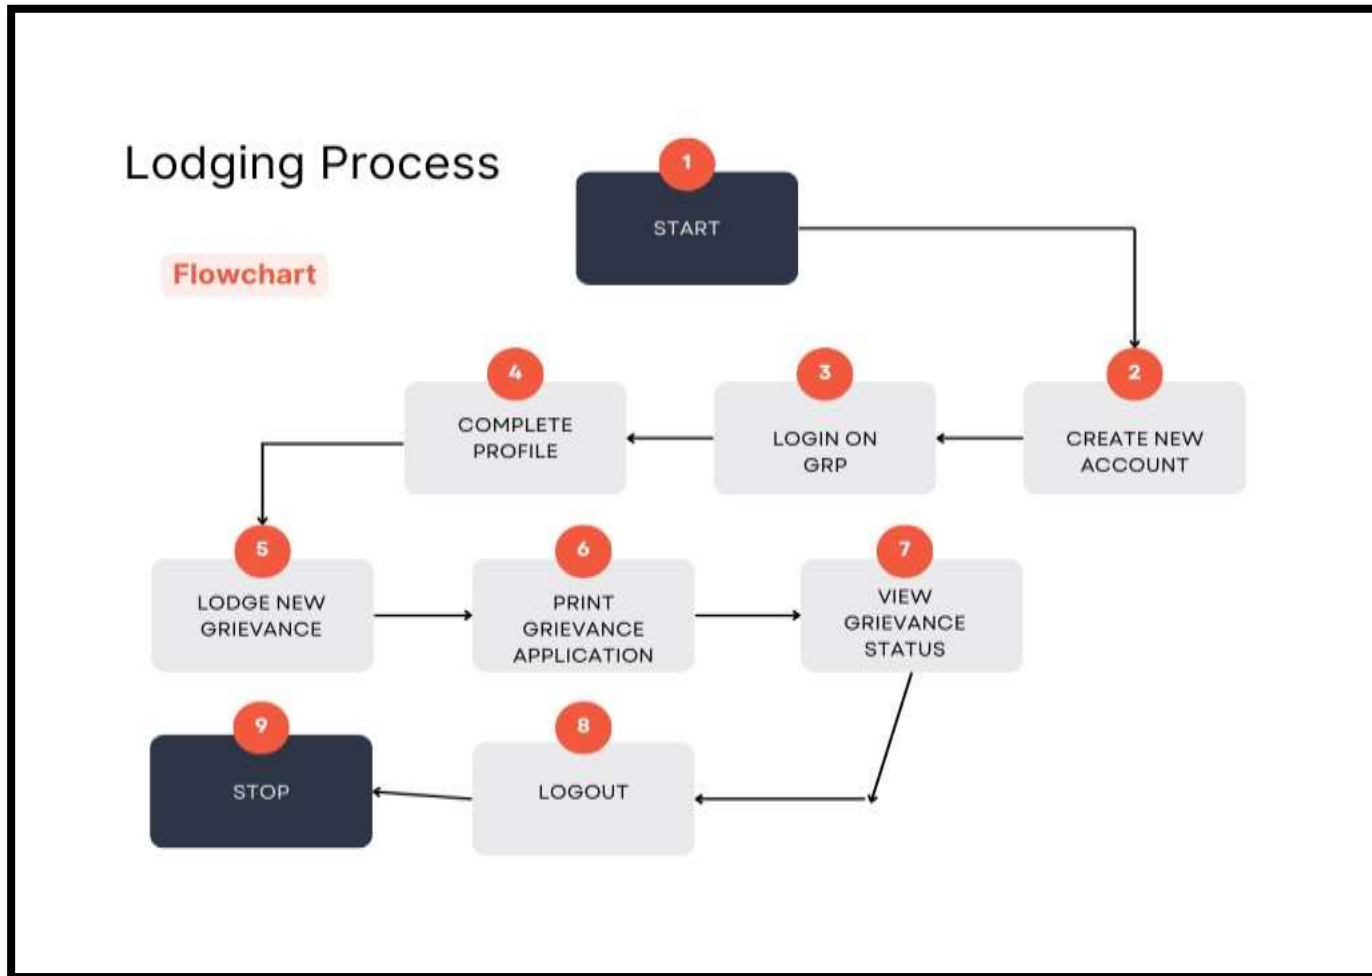 Lodging Process
Flowchart
1
START
2
CREATE NEW
ACCOUNT
3
LOGIN ON
GRP
4
COMPLETE
PROFILE
5
LODGE NEW
GRIEVANCE
6
PRINT
GRIEVANCE
APPLICATION
7
VIEW
GRIEVANCE
STATUS
8
LOGOUT
9
STOP